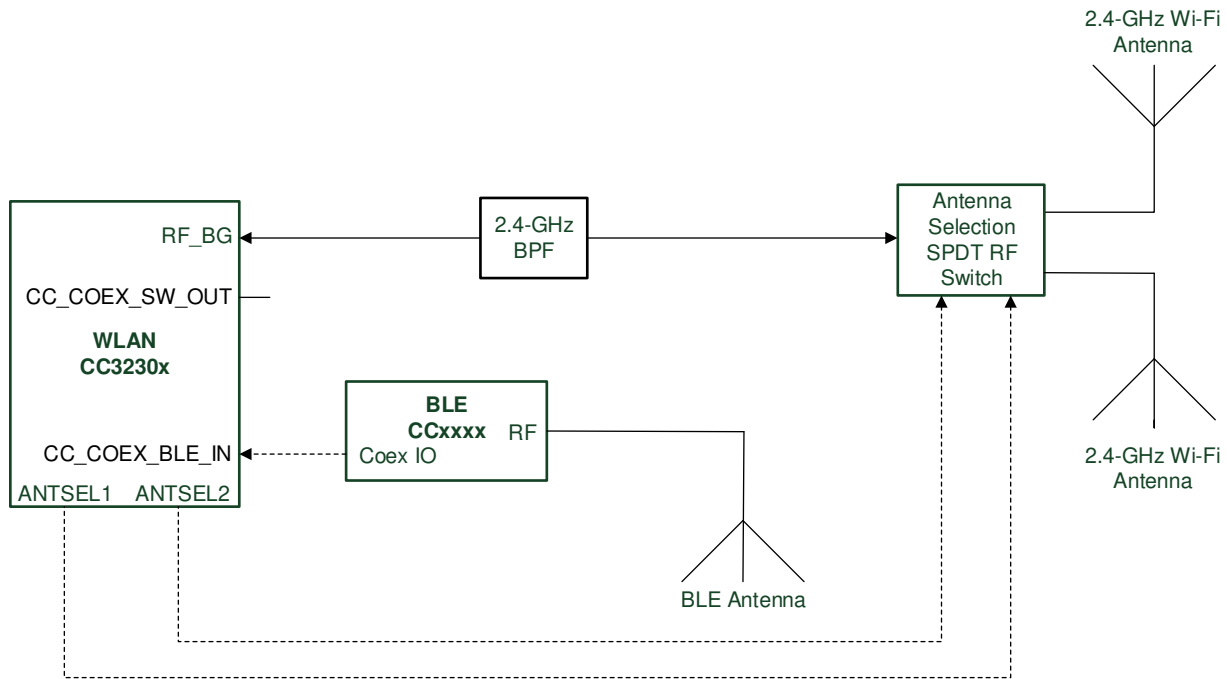 2.4-GHz Wi-Fi
Antenna
Antenna
Selection
SPDT RF
Switch
2.4-GHz
BPF
RF_BG
CC_COEX_SW_OUT
WLAN
CC3230x
BLE
CCxxxx
RF
Coex IO
CC_COEX_BLE_IN
ANTSEL1
ANTSEL2
2.4-GHz Wi-Fi
Antenna
BLE Antenna